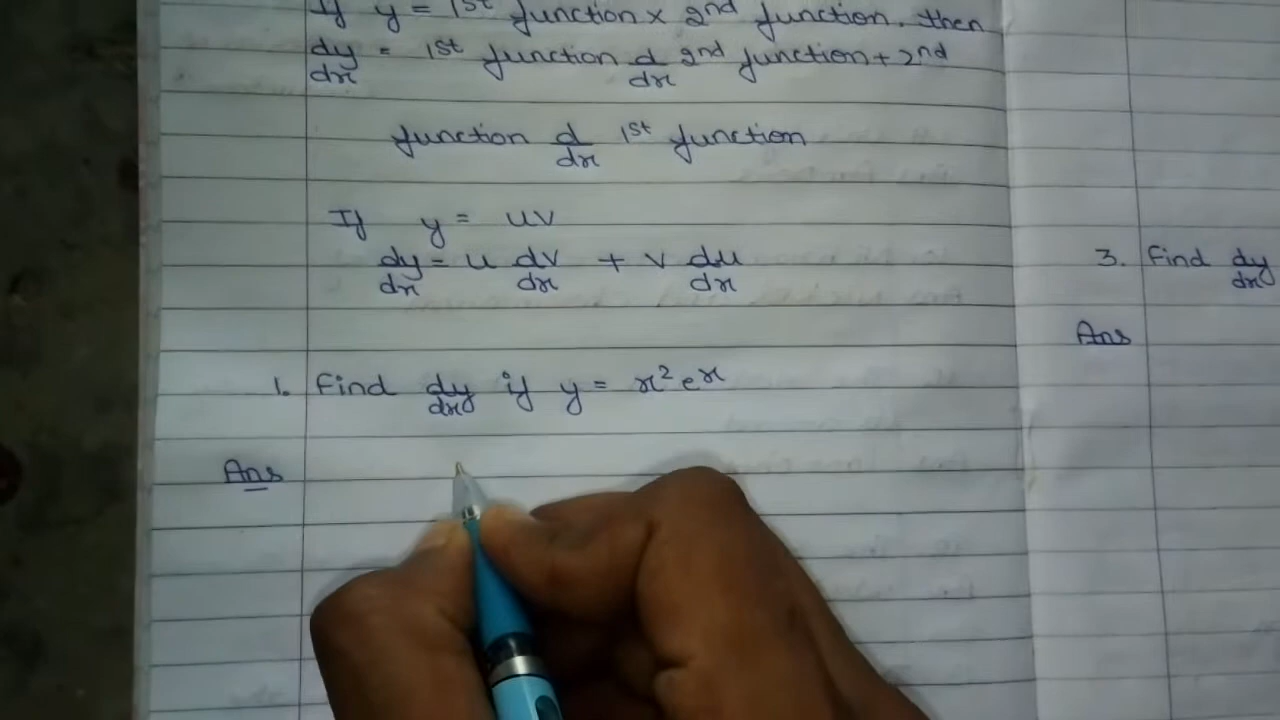 If y = 1st function x 2nd function. then
dy/dx = 1st function d/dx 2nd function + 2nd
function d/dx 1st function
If y = uv
dy/dx = u dv/dx + v du/dx
1. Find dy/dx if y = x²eˣ
Ans
3. Find dy/dx
Ans